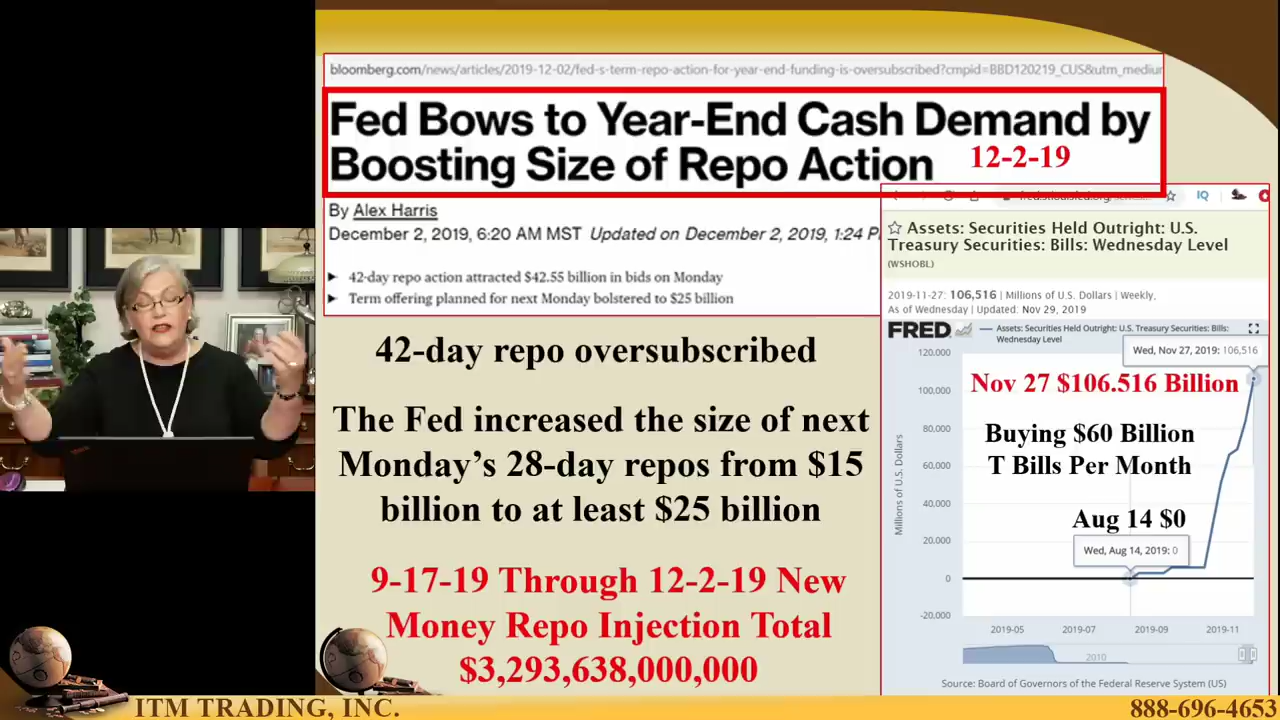 bloomberg.com/news/articles/2019-12-02/fed-s-term-repo-action-for-year-end-funding-is-oversubscribed?cmpid=BBD120219_CUS&utm_mediur
Fed Bows to Year-End Cash Demand by
Boosting Size of Repo Action
12-2-19
By Alex Harris
December 2, 2019, 6:20 AM MST Updated on December 2, 2019, 1:24 P
► 42-day repo action attracted $42.55 billion in bids on Monday
► Term offering planned for next Monday bolstered to $25 billion
42-day repo oversubscribed
The Fed increased the size of next
Monday’s 28-day repos from $15
billion to at least $25 billion
9-17-19 Through 12-2-19 New
Money Repo Injection Total
$3,293,638,000,000
IQ
Assets: Securities Held Outright: U.S.
Treasury Securities: Bills: Wednesday Level
(WSHOBL)
2019-11-27: 106,516 | Millions of U.S. Dollars | Weekly,
As of Wednesday | Updated: Nov 29, 2019
FRED
Assets: Securities Held Outright: U.S. Treasury Securities: Bills:
Wednesday Level
Wed, Nov 27, 2019: 106,516
Nov 27 $106.516 Billion
Buying $60 Billion
T Bills Per Month
Aug 14 $0
Wed, Aug 14, 2019: 0
Millions of U.S. Dollars
120,000
100,000
80,000
60,000
40,000
20,000
0
-20,000
2019-05 2019-07 2019-09 2019-11
2010
Source: Board of Governors of the Federal Reserve System (US)
ITM TRADING, INC.
888-696-4653